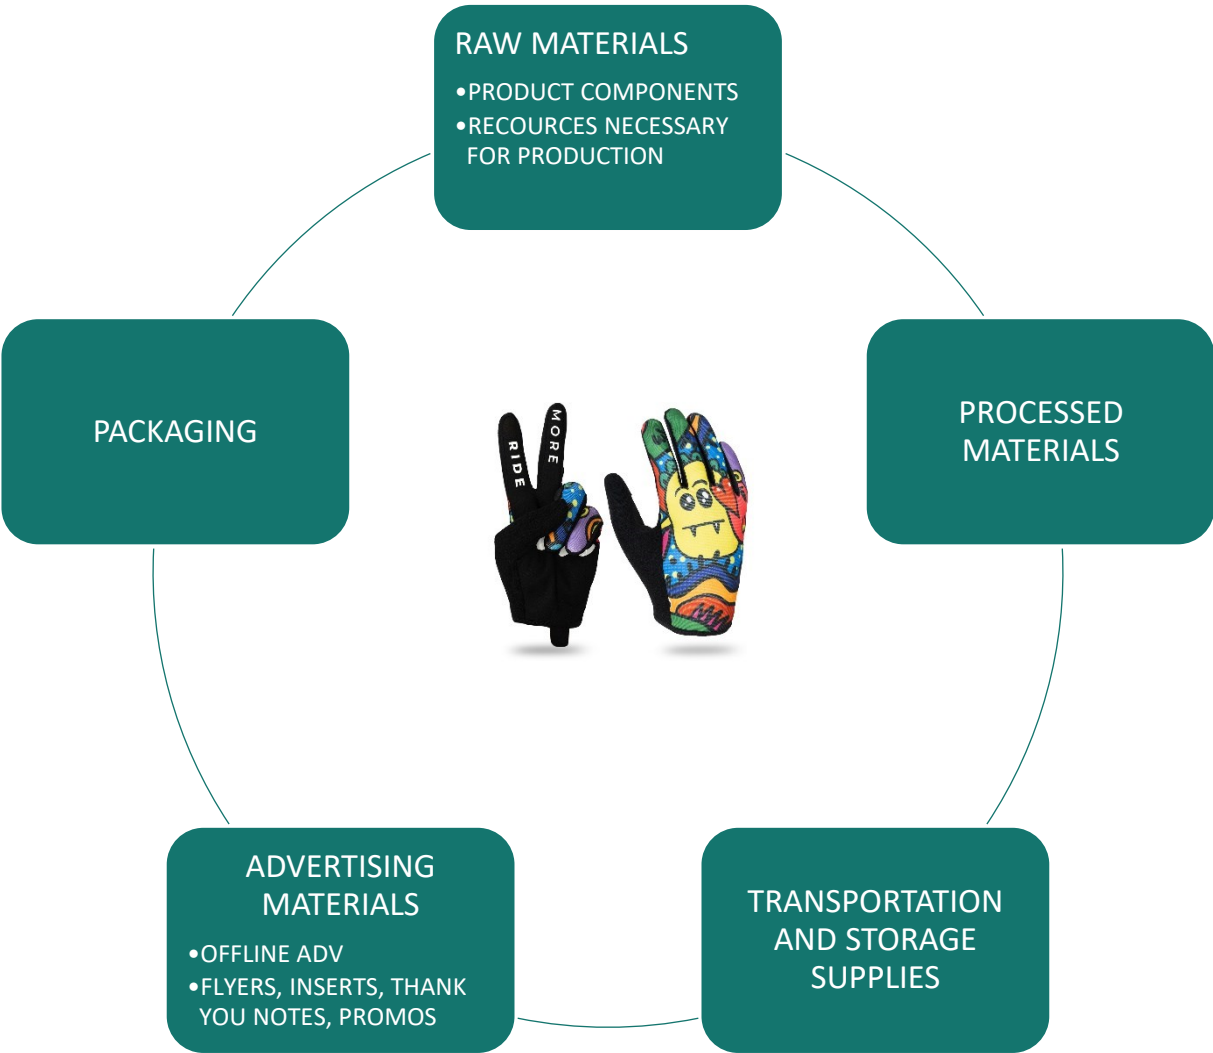 RAW MATERIALS
•PRODUCT COMPONENTS
•RECOURCES NECESSARY
FOR PRODUCTION
PROCESSED
MATERIALS
TRANSPORTATION
AND STORAGE
SUPPLIES
ADVERTISING
MATERIALS
•OFFLINE ADV
•FLYERS, INSERTS, THANK
YOU NOTES, PROMOS
PACKAGING
RIDE
MORE